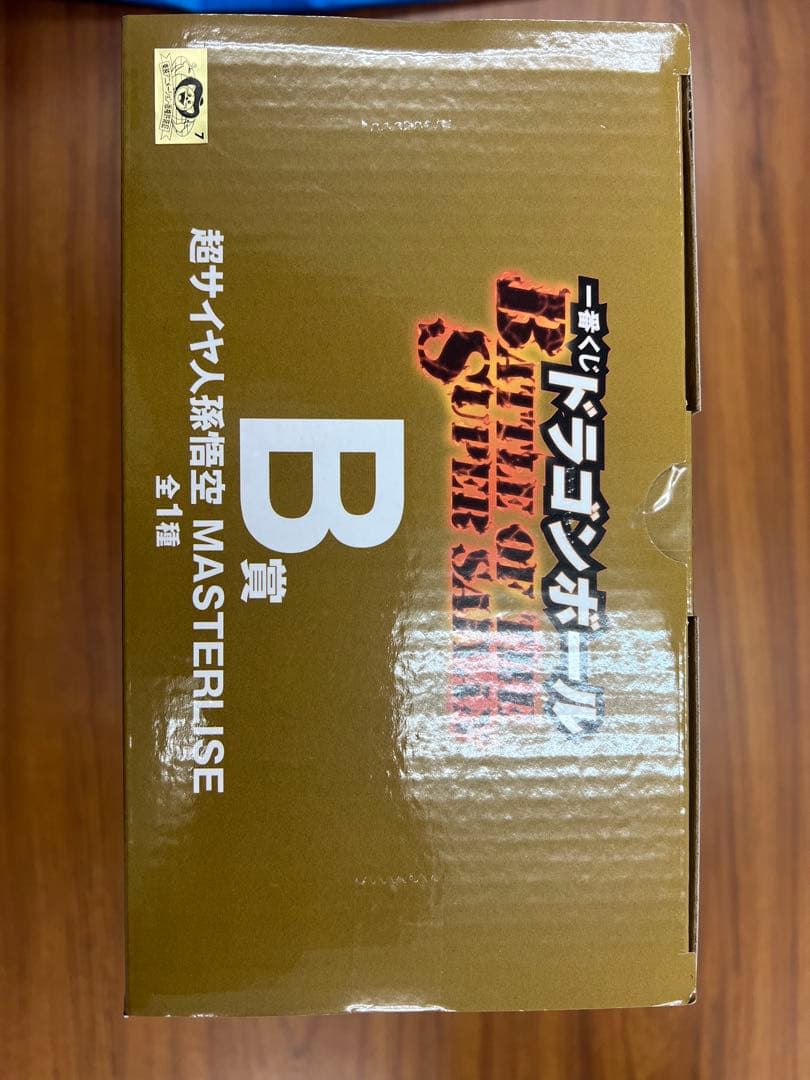 一番くじ
ドラゴンボール
BATTLE OF THE
SUPER SAIYANS
B賞
超サイヤ人孫悟空 MASTERLISE
全1種
7